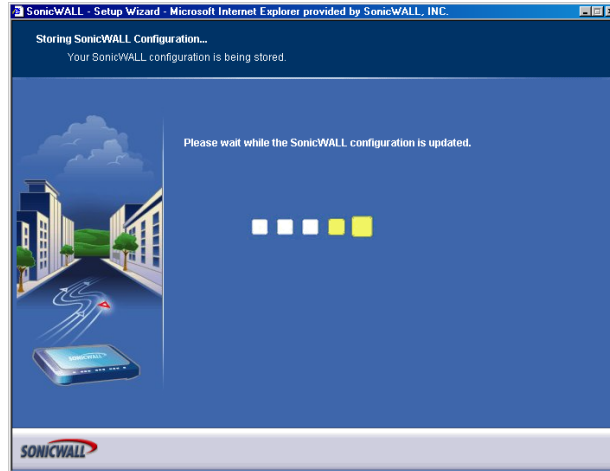 SonicWALL - Setup Wizard - Microsoft Internet Explorer provided by SonicWALL, INC.
Storing SonicWALL Configuration...
Your SonicWALL configuration is being stored.
Please wait while the SonicWALL configuration is updated.
SONICWALL
SONICWALL